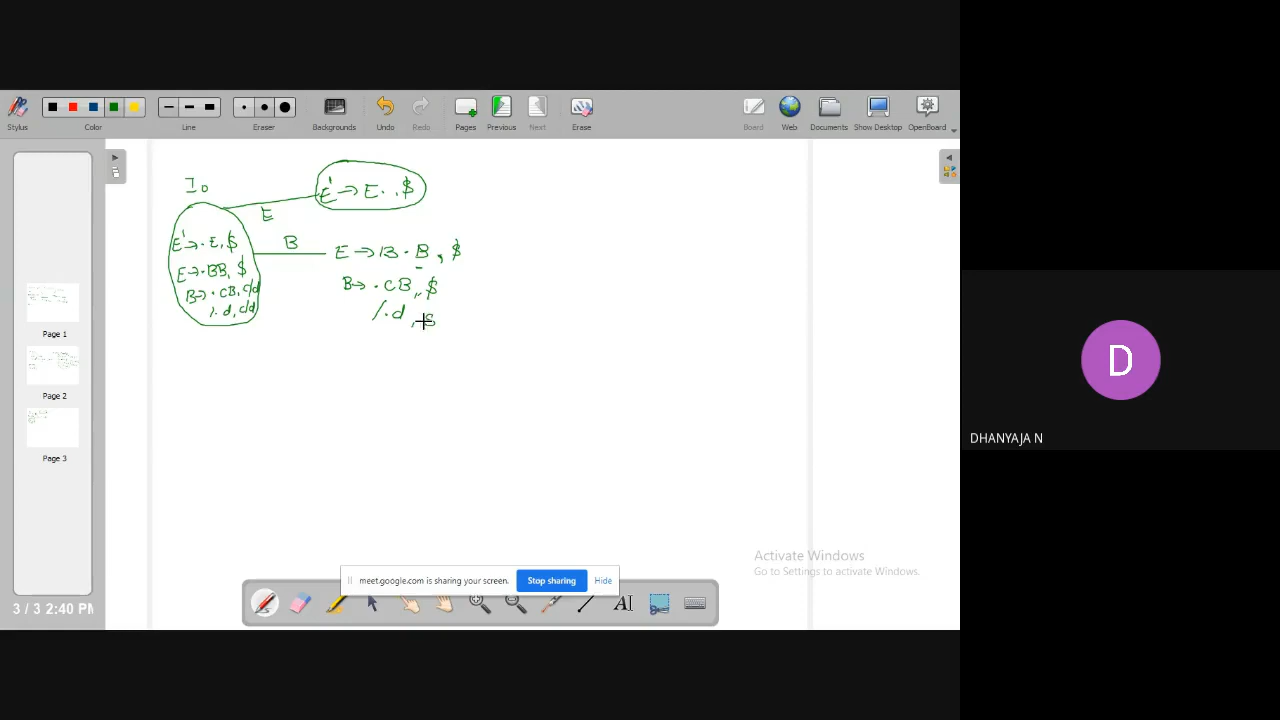 Stylus
Color
Line
Eraser
Backgrounds
Undo
Redo
Pages
Previous
Next
Erase
Board
Web
Documents
Show Desktop
OpenBoard
I0
E' → E· , $
E
E' → ·E, $
E → ·BB, $
B → ·cB, c/d
/·d, c/d
B
E → B·B, $
B → ·cB, $
/·d, $
Page 1
Page 2
Page 3
D
DHANYAJA N
Activate Windows
Go to Settings to activate Windows.
meet.google.com is sharing your screen.
Stop sharing
Hide
3 / 3 2:40 PM